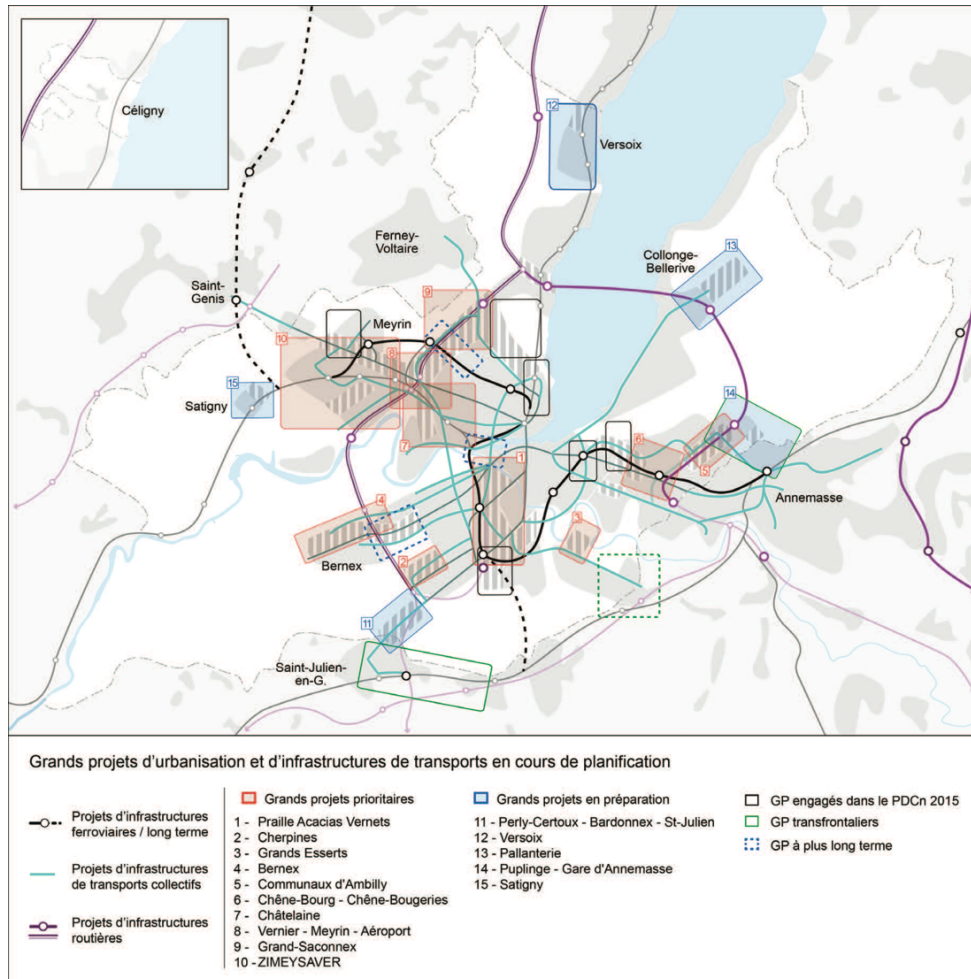 Céligny
12
Versoix
Ferney-
Voltaire
Collonge-
Bellerive
13
Saint-
Genis
9
Meyrin
10
8
15
Satigny
14
7
1
6
5
Annemasse
4
3
Bernex
2
11
Saint-Julien-
en-G.
Grands projets d'urbanisation et d'infrastructures de transports en cours de planification
Projets d'infrastructures
ferroviaires / long terme
Projets d'infrastructures
de transports collectifs
Projets d'infrastructures
routières
Grands projets prioritaires
1 - Praille Acacias Vernets
2 - Cherpines
3 - Grands Esserts
4 - Bernex
5 - Communaux d'Ambilly
6 - Chêne-Bourg - Chêne-Bougeries
7 - Châtelaine
8 - Vernier - Meyrin - Aéroport
9 - Grand-Saconnex
10 - ZIMEYSAVER
Grands projets en préparation
11 - Perly-Certoux - Bardonnex - St-Julien
12 - Versoix
13 - Pallanterie
14 - Puplinge - Gare d'Annemasse
15 - Satigny
GP engagés dans le PDCn 2015
GP transfrontaliers
GP à plus long terme